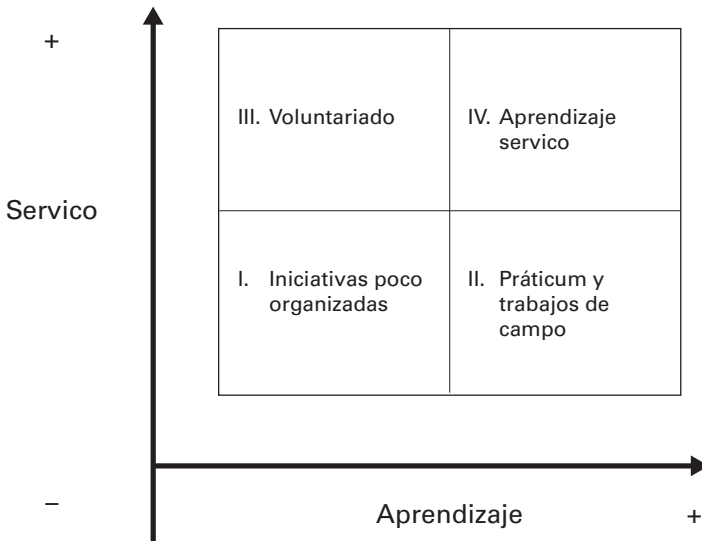 +
III. Voluntariado
IV. Aprendizaje
servico
Servico
I. Iniciativas poco
organizadas
II. Práticum y
trabajos de
campo
–
Aprendizaje
+